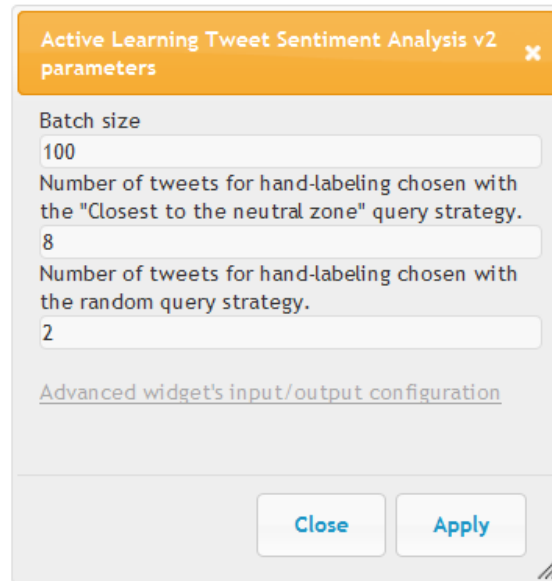 Active Learning Tweet Sentiment Analysis v2
parameters
Batch size
100
Number of tweets for hand-labeling chosen with
the "Closest to the neutral zone" query strategy.
8
Number of tweets for hand-labeling chosen with
the random query strategy.
2
Advanced widget's input/output configuration
Close Apply